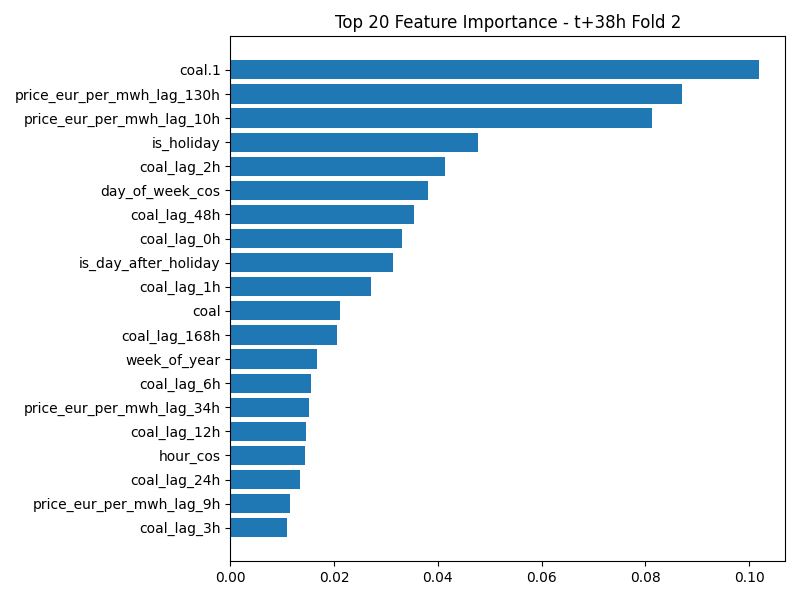 Top 20 Feature Importance - t+38h Fold 2
coal.1
price_eur_per_mwh_lag_130h
price_eur_per_mwh_lag_10h
is_holiday
coal_lag_2h
day_of_week_cos
coal_lag_48h
coal_lag_0h
is_day_after_holiday
coal_lag_1h
coal
coal_lag_168h
week_of_year
coal_lag_6h
price_eur_per_mwh_lag_34h
coal_lag_12h
hour_cos
coal_lag_24h
price_eur_per_mwh_lag_9h
coal_lag_3h
0.00 0.02 0.04 0.06 0.08 0.10